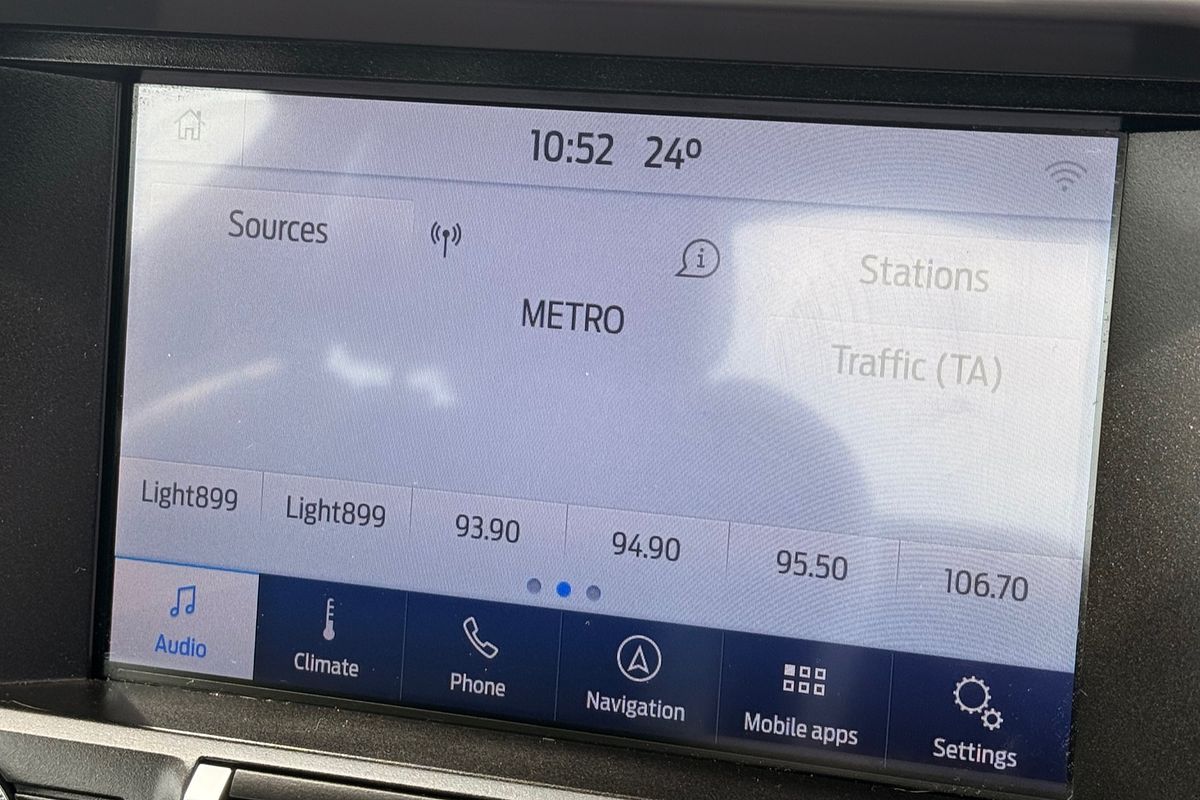 10:52 24º
Sources
Stations
METRO
Traffic (TA)
Light899 Light899 93.90 94.90 95.50 106.70
Audio Climate Phone Navigation Mobile apps Settings